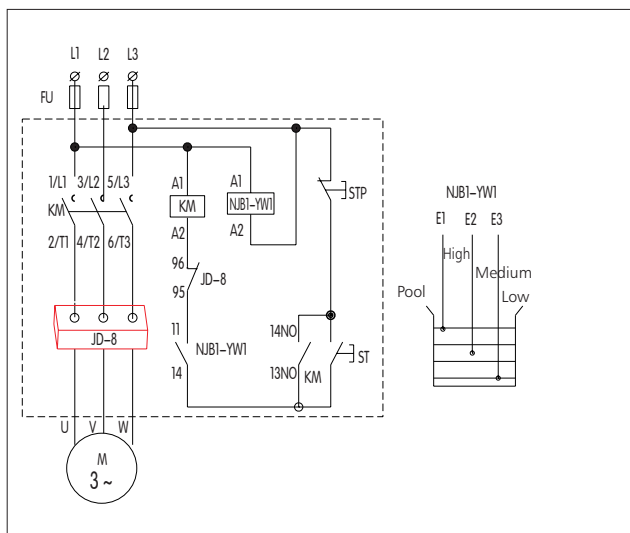 L1 L2 L3
FU
1/L1 3/L2 5/L3
KM
2/T1 4/T2 6/T3
JD-8
U V W
M
3 ~
A1
KM
A2
96
95
JD-8
11
NJB1-YW1
14
A1
NJB1-YW1
A2
STP
14NO
13NO
KM
ST
NJB1-YW1
E1 E2 E3
High
Medium
Pool
Low